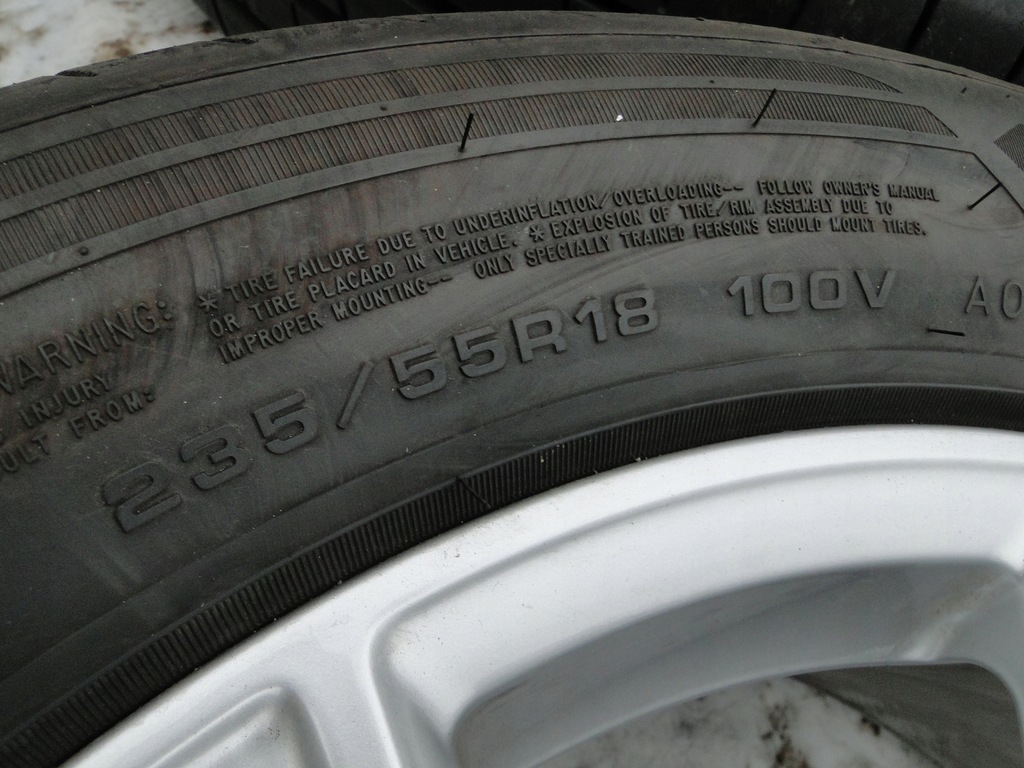 WARNING:
INJURY
FROM:
* TIRE FAILURE DUE TO UNDERINFLATION/OVERLOADING-- FOLLOW OWNER'S MANUAL
OR TIRE PLACARD IN VEHICLE. * EXPLOSION OF TIRE/RIM ASSEMBLY DUE TO
IMPROPER MOUNTING-- ONLY SPECIALLY TRAINED PERSONS SHOULD MOUNT TIRES.
235/55R18 100V AO